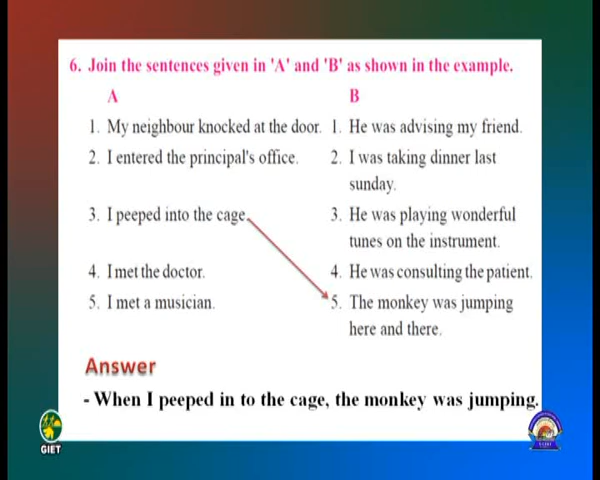 6. Join the sentences given in 'A' and 'B' as shown in the example.
A B
1. My neighbour knocked at the door. 1. He was advising my friend.
2. I entered the principal's office. 2. I was taking dinner last
sunday.
3. I peeped into the cage. 3. He was playing wonderful
tunes on the instrument.
4. I met the doctor. 4. He was consulting the patient.
5. I met a musician. 5. The monkey was jumping
here and there.
Answer
- When I peeped in to the cage, the monkey was jumping.
GIET